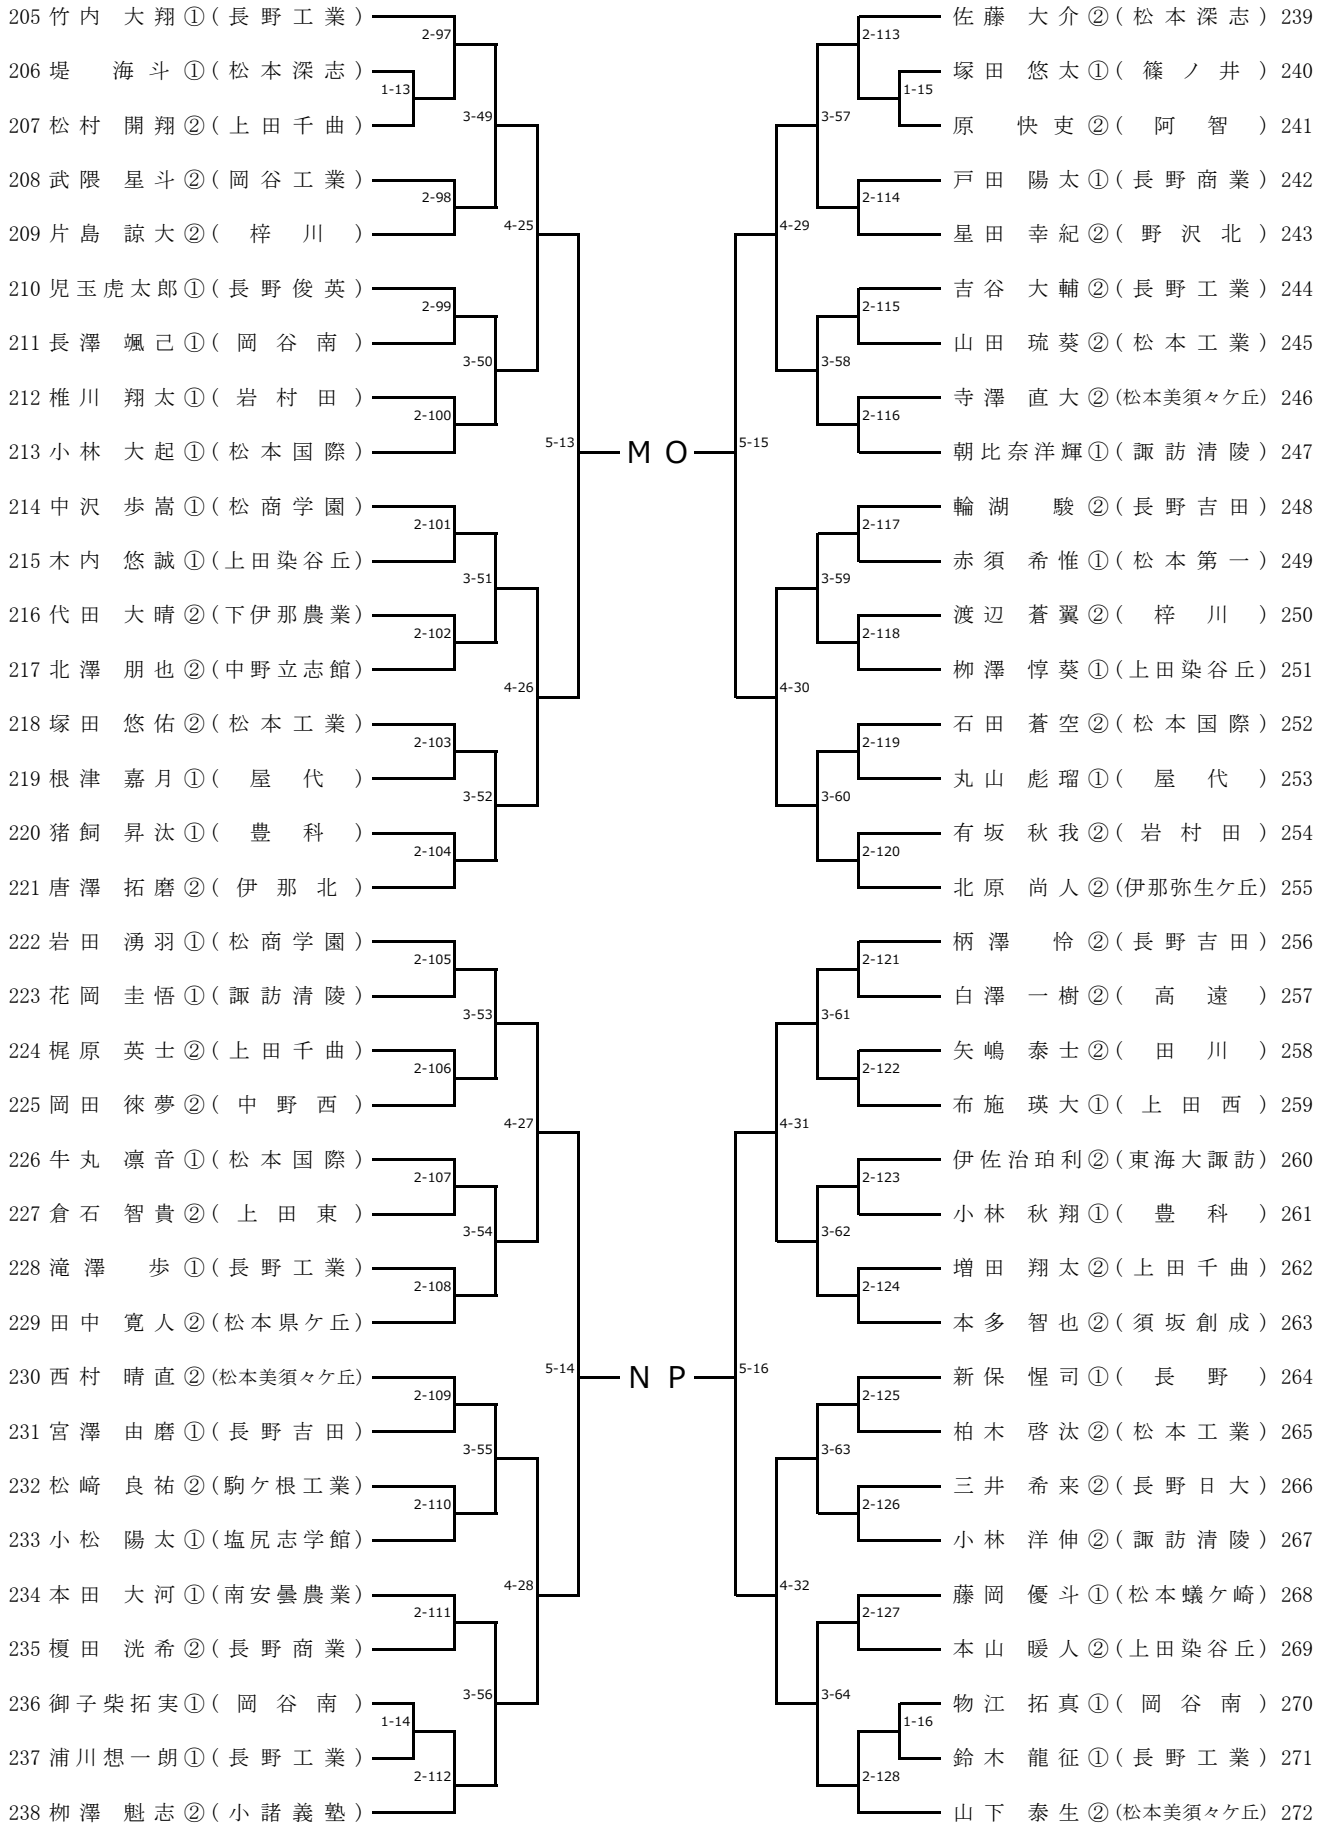 205 竹内 大翔 ① (長野工業)
2-97
206 堤 海斗 ① (松本深志)
1-13
207 松村 開翔 ② (上田千曲)
3-49
208 武隈 星斗 ② (岡谷工業)
2-98
209 片島 諒大 ② (梓川)
4-25
210 児玉虎太郎 ① (長野俊英)
2-99
211 長澤 颯己 ① (岡谷南)
3-50
212 椎川 翔太 ① (岩村田)
2-100
213 小林 大起 ① (松本国際)
5-13
M
214 中沢 歩嵩 ① (松商学園)
2-101
215 木内 悠誠 ① (上田染谷丘)
3-51
216 代田 大晴 ② (下伊那農業)
2-102
217 北澤 朋也 ② (中野立志館)
4-26
218 塚田 悠佑 ② (松本工業)
2-103
219 根津 嘉月 ① (屋代)
3-52
220 猪飼 昇汰 ① (豊科)
2-104
221 唐澤 拓磨 ② (伊那北)
222 岩田 湧羽 ① (松商学園)
2-105
223 花岡 圭悟 ① (諏訪清陵)
3-53
224 梶原 英士 ② (上田千曲)
2-106
225 岡田 徠夢 ② (中野西)
4-27
226 牛丸 凛音 ① (松本国際)
2-107
227 倉石 智貴 ② (上田東)
3-54
228 滝澤 歩 ① (長野工業)
2-108
229 田中 寛人 ② (松本県ケ丘)
5-14
N
230 西村 晴直 ② (松本美須々ケ丘)
2-109
231 宮澤 由磨 ① (長野吉田)
3-55
232 松﨑 良祐 ② (駒ケ根工業)
2-110
233 小松 陽太 ① (塩尻志学館)
4-28
234 本田 大河 ① (南安曇農業)
2-111
235 榎田 洸希 ② (長野商業)
3-56
236 御子柴拓実 ① (岡谷南)
1-14
237 浦川想一朗 ① (長野工業)
2-112
238 栁澤 魁志 ② (小諸義塾)
佐藤 大介 ② (松本深志) 239
2-113
塚田 悠太 ① (篠ノ井) 240
1-15
原 快吏 ② (阿智) 241
3-57
戸田 陽太 ① (長野商業) 242
2-114
星田 幸紀 ② (野沢北) 243
4-29
吉谷 大輔 ② (長野工業) 244
2-115
山田 琉葵 ② (松本工業) 245
3-58
寺澤 直大 ② (松本美須々ケ丘) 246
2-116
朝比奈洋輝 ① (諏訪清陵) 247
O
5-15
輪湖 駿 ② (長野吉田) 248
2-117
赤須 希惟 ① (松本第一) 249
3-59
渡辺 蒼翼 ② (梓川) 250
2-118
栁澤 惇葵 ① (上田染谷丘) 251
4-30
石田 蒼空 ② (松本国際) 252
2-119
丸山 彪瑠 ① (屋代) 253
3-60
有坂 秋我 ② (岩村田) 254
2-120
北原 尚人 ② (伊那弥生ケ丘) 255
柄澤 怜 ② (長野吉田) 256
2-121
白澤 一樹 ② (高遠) 257
3-61
矢嶋 泰士 ② (田川) 258
2-122
布施 瑛大 ① (上田西) 259
4-31
伊佐治珀利 ② (東海大諏訪) 260
2-123
小林 秋翔 ① (豊科) 261
3-62
増田 翔太 ② (上田千曲) 262
2-124
本多 智也 ② (須坂創成) 263
P
5-16
新保 惺司 ① (長野) 264
2-125
柏木 啓汰 ② (松本工業) 265
3-63
三井 希来 ② (長野日大) 266
2-126
小林 洋伸 ② (諏訪清陵) 267
4-32
藤岡 優斗 ① (松本蟻ケ崎) 268
2-127
本山 暖人 ② (上田染谷丘) 269
3-64
物江 拓真 ① (岡谷南) 270
1-16
鈴木 龍征 ① (長野工業) 271
2-128
山下 泰生 ② (松本美須々ケ丘) 272